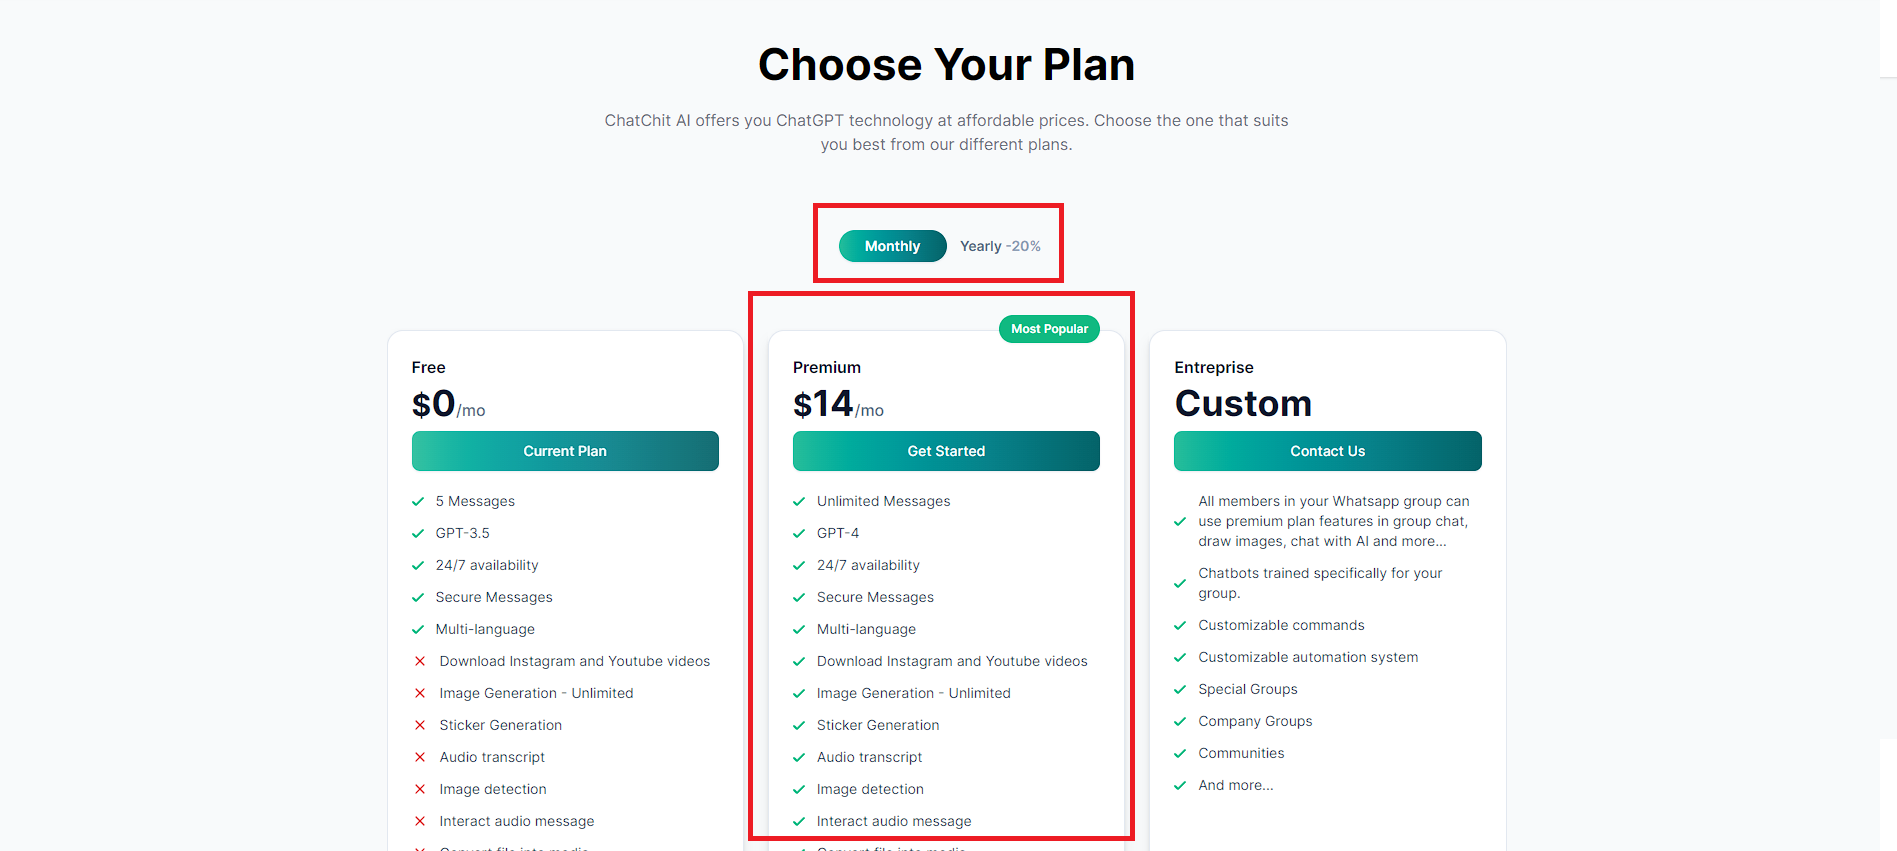 Choose Your Plan
ChatChit AI offers you ChatGPT technology at affordable prices. Choose the one that suits
you best from our different plans.
Monthly Yearly -20%
Free
$0/mo
Current Plan
5 Messages
GPT-3.5
24/7 availability
Secure Messages
Multi-language
Download Instagram and Youtube videos
Image Generation - Unlimited
Sticker Generation
Audio transcript
Image detection
Interact audio message
Most Popular
Premium
$14/mo
Get Started
Unlimited Messages
GPT-4
24/7 availability
Secure Messages
Multi-language
Download Instagram and Youtube videos
Image Generation - Unlimited
Sticker Generation
Audio transcript
Image detection
Interact audio message
Entreprise
Custom
Contact Us
All members in your Whatsapp group can
use premium plan features in group chat,
draw images, chat with AI and more...
Chatbots trained specifically for your
group.
Customizable commands
Customizable automation system
Special Groups
Company Groups
Communities
And more...